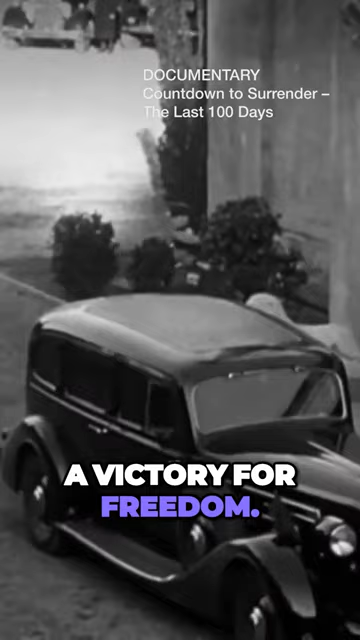 DOCUMENTARY
Countdown to Surrender –
The Last 100 Days
A VICTORY FOR
FREEDOM.